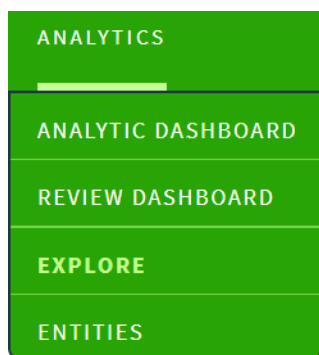 ANALYTICS
ANALYTIC DASHBOARD
REVIEW DASHBOARD
EXPLORE
ENTITIES